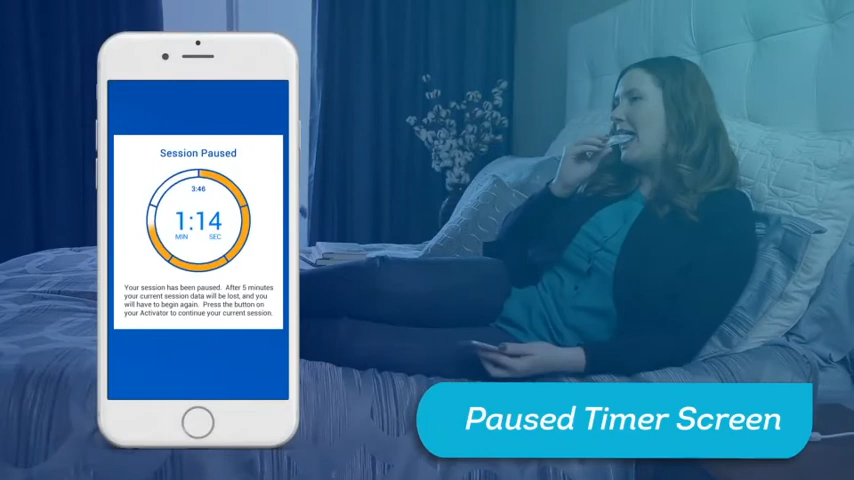 Session Paused
3:46
1:14
MIN SEC
Your session has been paused. After 5 minutes
your current session data will be lost, and you
will have to begin again. Press the button on
your Activator to continue your current session.
Paused Timer Screen